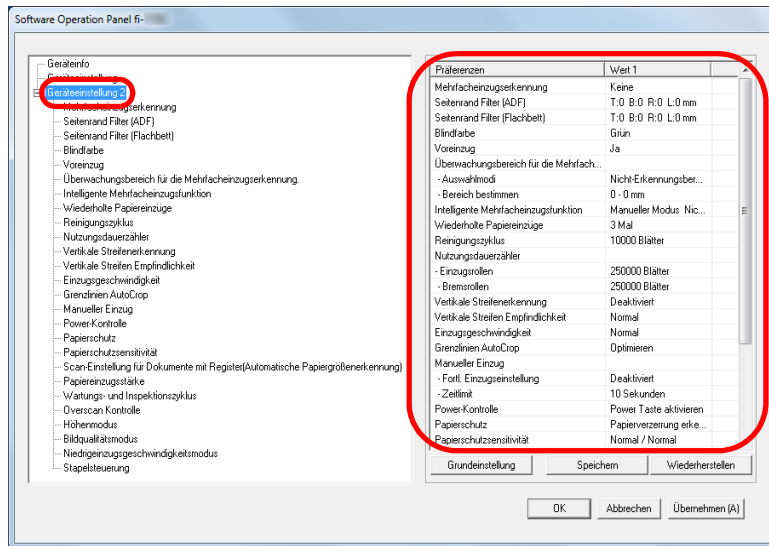 Software Operation Panel fi-
Geräteinfo
Geräteeinstellung
Geräteeinstellung 2
Mehrfacheinzugserkennung
Seitenrand Filter (ADF)
Seitenrand Filter (Flachbett)
Blindfarbe
Voreinzug
Überwachungsbereich für die Mehrfacheinzugserkennung.
Intelligente Mehrfacheinzugsfunktion
Wiederholte Papiereinzüge
Reinigungszyklus
Nutzungsdauerzähler
Vertikale Streifenerkennung
Vertikale Streifen Empfindlichkeit
Einzugsgeschwindigkeit
Grenzlinien AutoCrop
Manueller Einzug
Power-Kontrolle
Papierschutz
Papierschutzsensitivität
Scan-Einstellung für Dokumente mit Register(Automatische Papiergrößenerkennung)
Papiereinzugsstärke
Wartungs- und Inspektionszyklus
Overscan Kontrolle
Höhenmodus
Bildqualitätsmodus
Niedrigeinzugsgeschwindigkeitsmodus
Stapelsteuerung
Präferenzen Wert 1
Mehrfacheinzugserkennung Keine
Seitenrand Filter (ADF) T:0 B:0 R:0 L:0 mm
Seitenrand Filter (Flachbett) T:0 B:0 R:0 L:0 mm
Blindfarbe Grün
Voreinzug Ja
Überwachungsbereich für die Mehrfach...
- Auswahlmodi Nicht-Erkennungsber...
- Bereich bestimmen 0 - 0 mm
Intelligente Mehrfacheinzugsfunktion Manueller Modus Nic...
Wiederholte Papiereinzüge 3 Mal
Reinigungszyklus 10000 Blätter
Nutzungsdauerzähler
- Einzugsrollen 250000 Blätter
- Bremsrollen 250000 Blätter
Vertikale Streifenerkennung Deaktiviert
Vertikale Streifen Empfindlichkeit Normal
Einzugsgeschwindigkeit Normal
Grenzlinien AutoCrop Optimieren
Manueller Einzug
- Fortl. Einzugseinstellung Deaktiviert
- Zeitlimit 10 Sekunden
Power-Kontrolle Power Taste aktivieren
Papierschutz Papierverzerrung erke...
Papierschutzsensitivität Normal / Normal
Grundeinstellung Speichern Wiederherstellen
OK Abbrechen Übernehmen (A)